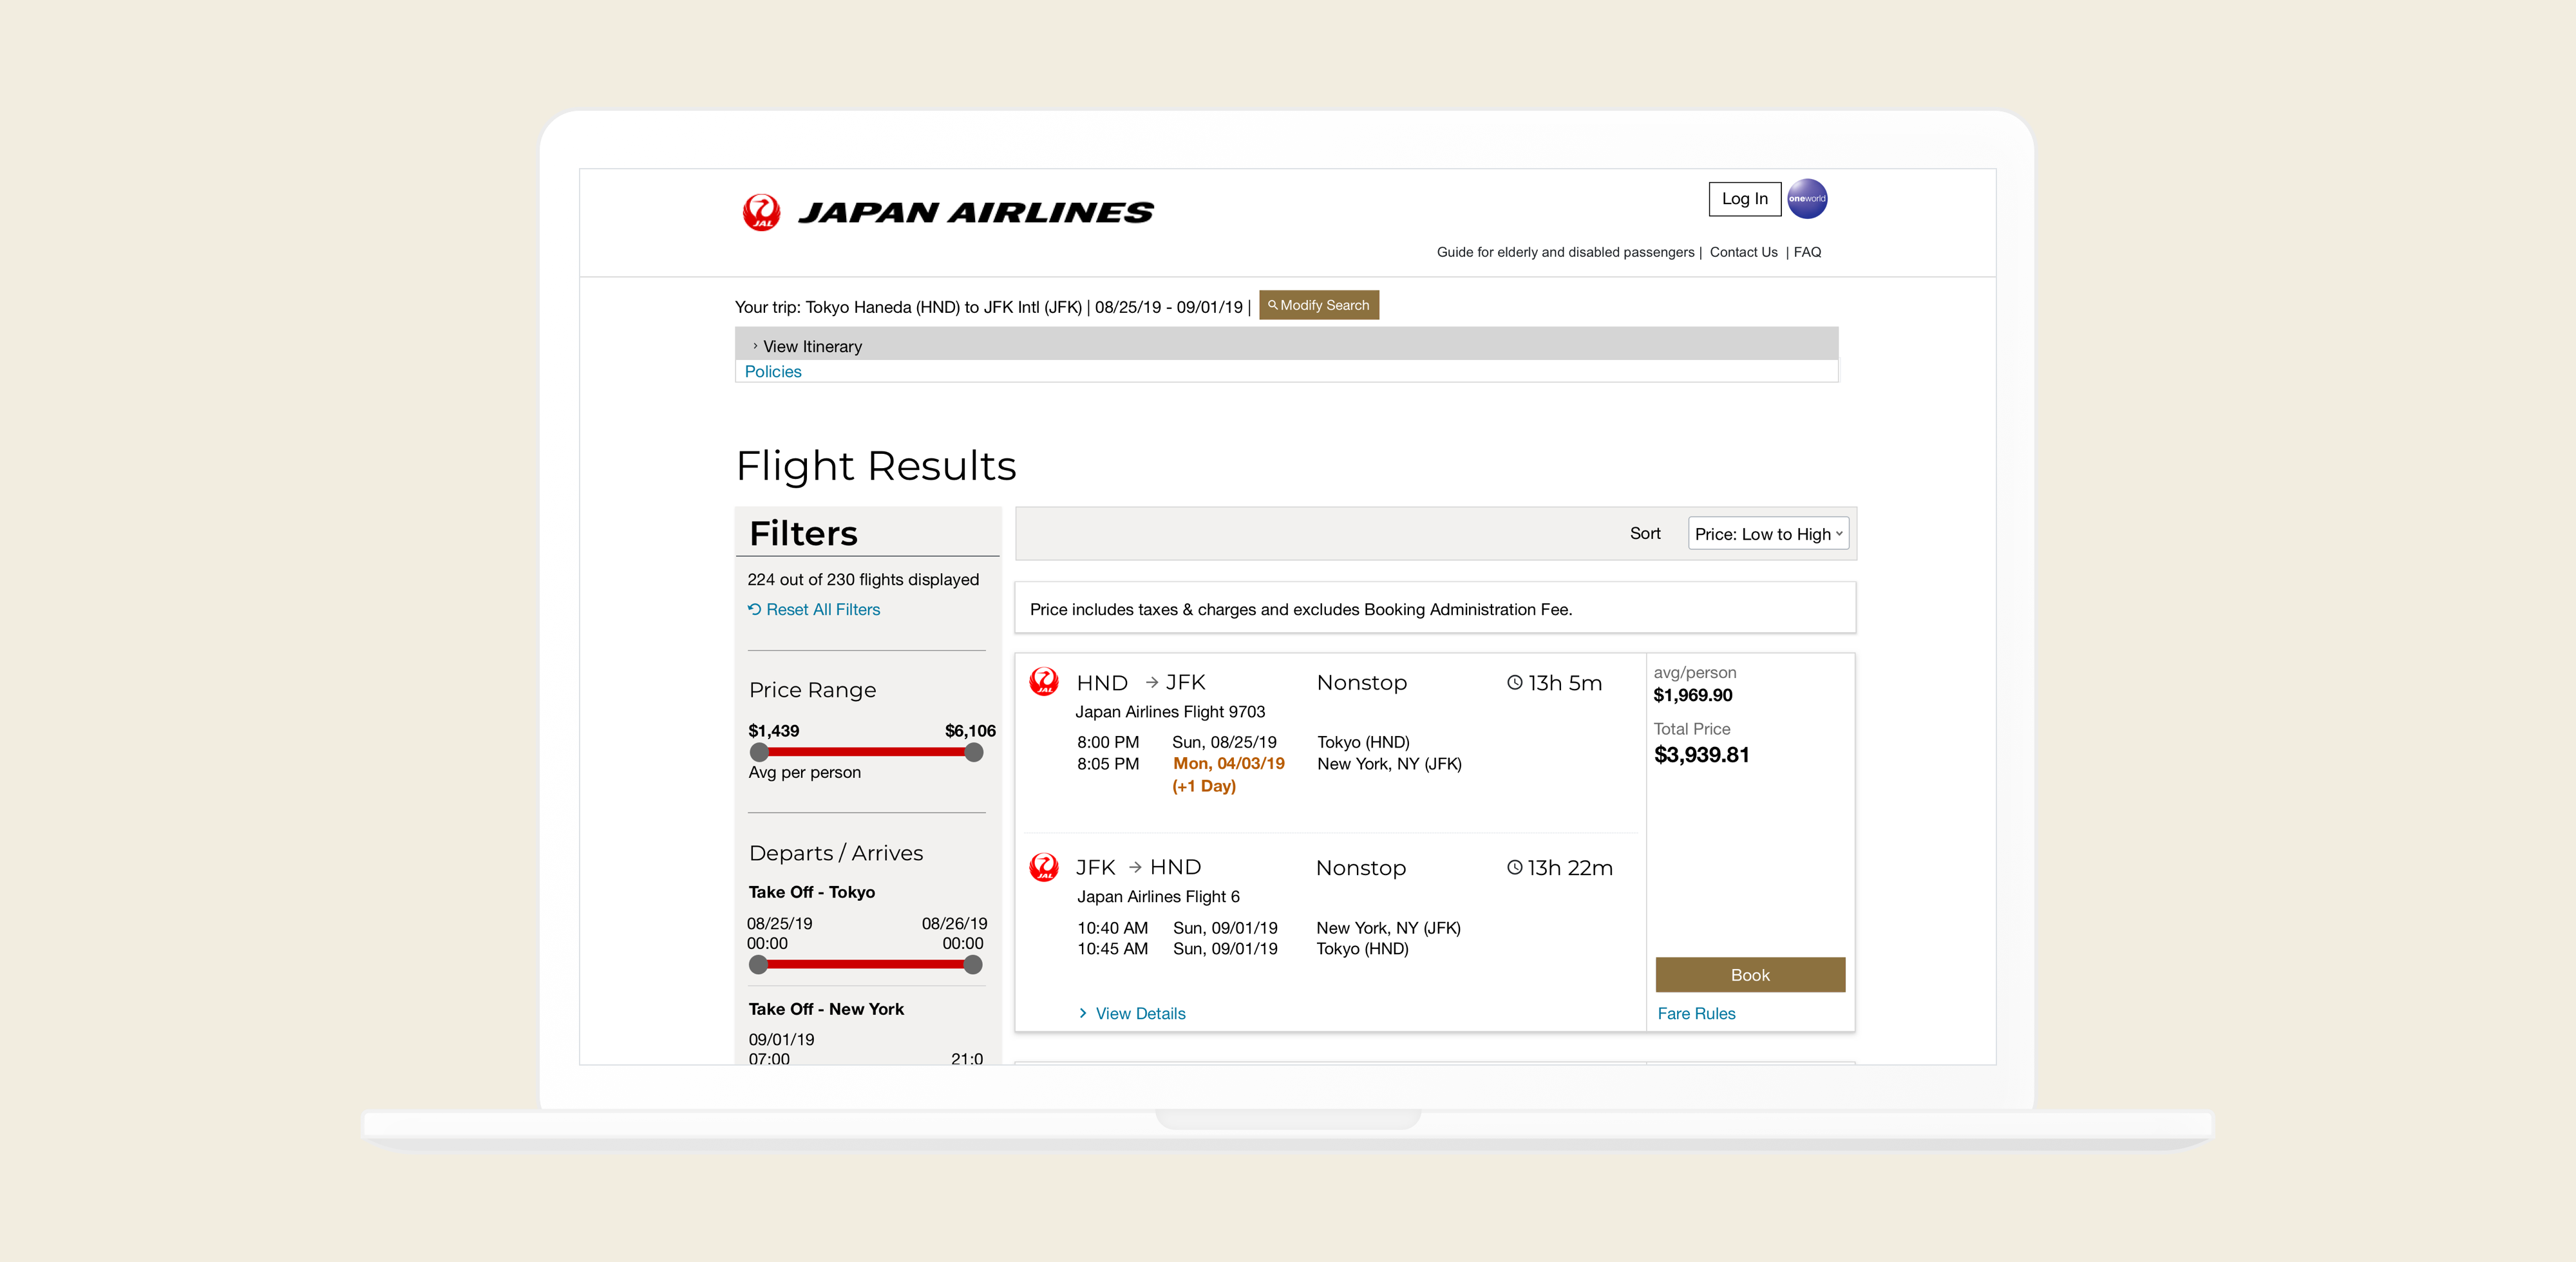 JAL JAPAN AIRLINES
Log In
oneworld
Guide for elderly and disabled passengers | Contact Us | FAQ
Your trip: Tokyo Haneda (HND) to JFK Intl (JFK) | 08/25/19 - 09/01/19 | Modify Search
› View Itinerary
Policies
Flight Results
Filters
224 out of 230 flights displayed
Reset All Filters
Price Range
$1,439 $6,106
Avg per person
Departs / Arrives
Take Off - Tokyo
08/25/19 08/26/19
00:00 00:00
Take Off - New York
09/01/19
07:00 21:0
Sort Price: Low to High
Price includes taxes & charges and excludes Booking Administration Fee.
JAL HND → JFK Nonstop 13h 5m
Japan Airlines Flight 9703
8:00 PM Sun, 08/25/19 Tokyo (HND)
8:05 PM Mon, 04/03/19 New York, NY (JFK)
(+1 Day)
JAL JFK → HND Nonstop 13h 22m
Japan Airlines Flight 6
10:40 AM Sun, 09/01/19 New York, NY (JFK)
10:45 AM Sun, 09/01/19 Tokyo (HND)
› View Details
avg/person
$1,969.90
Total Price
$3,939.81
Book
Fare Rules